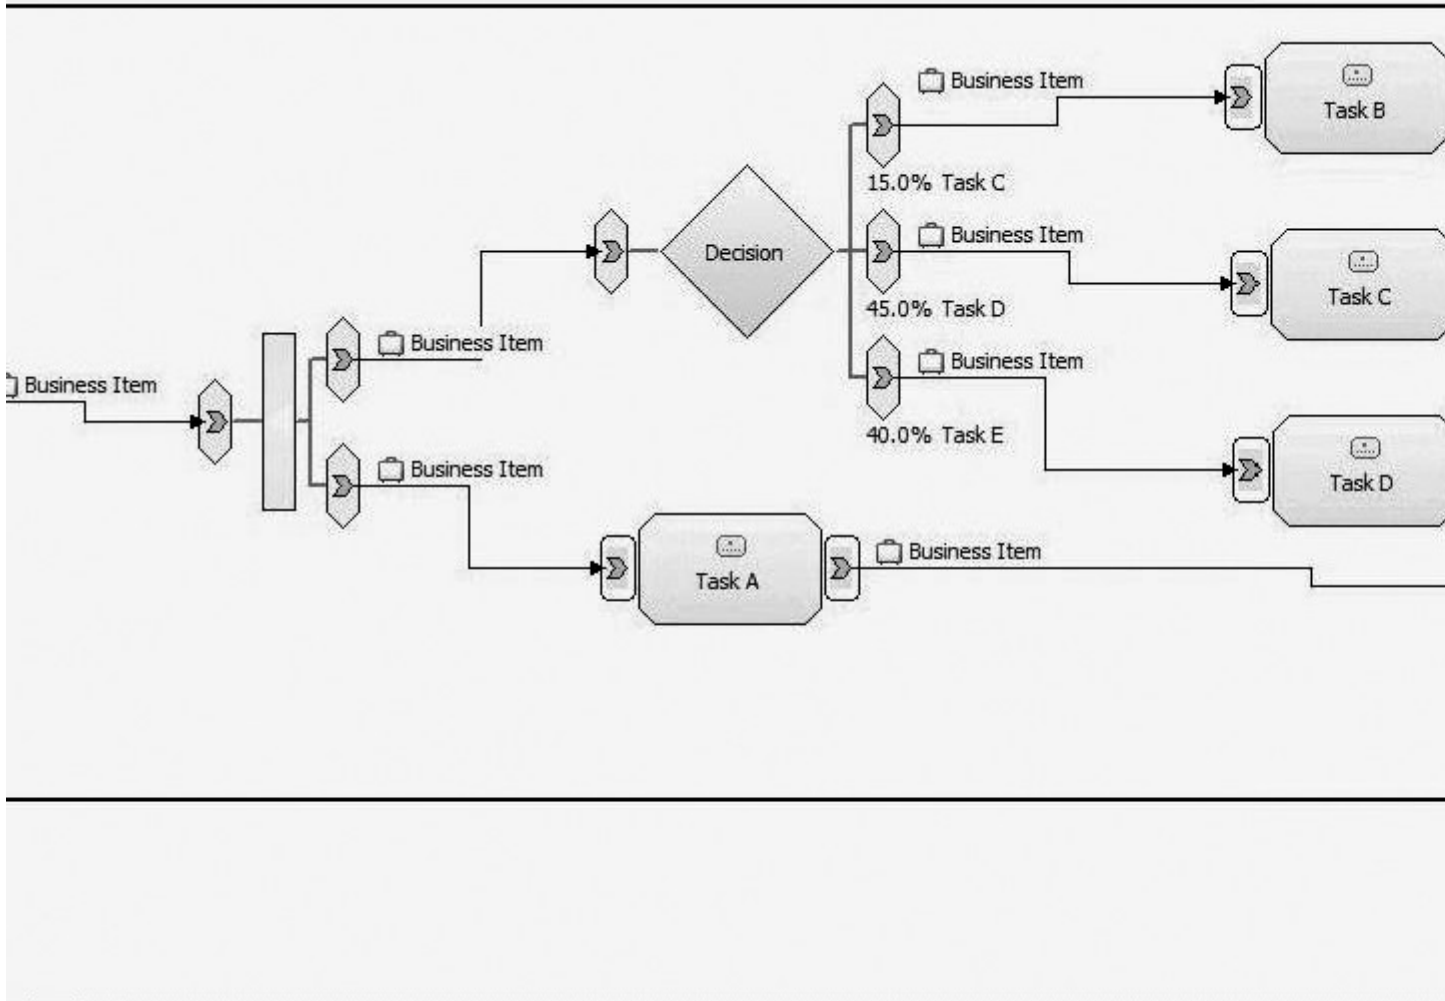 Business Item
Task B
15.0% Task C
Business Item
Decision
Task C
45.0% Task D
Business Item
Business Item
Business Item
40.0% Task E
Business Item
Task D
Business Item
Task A